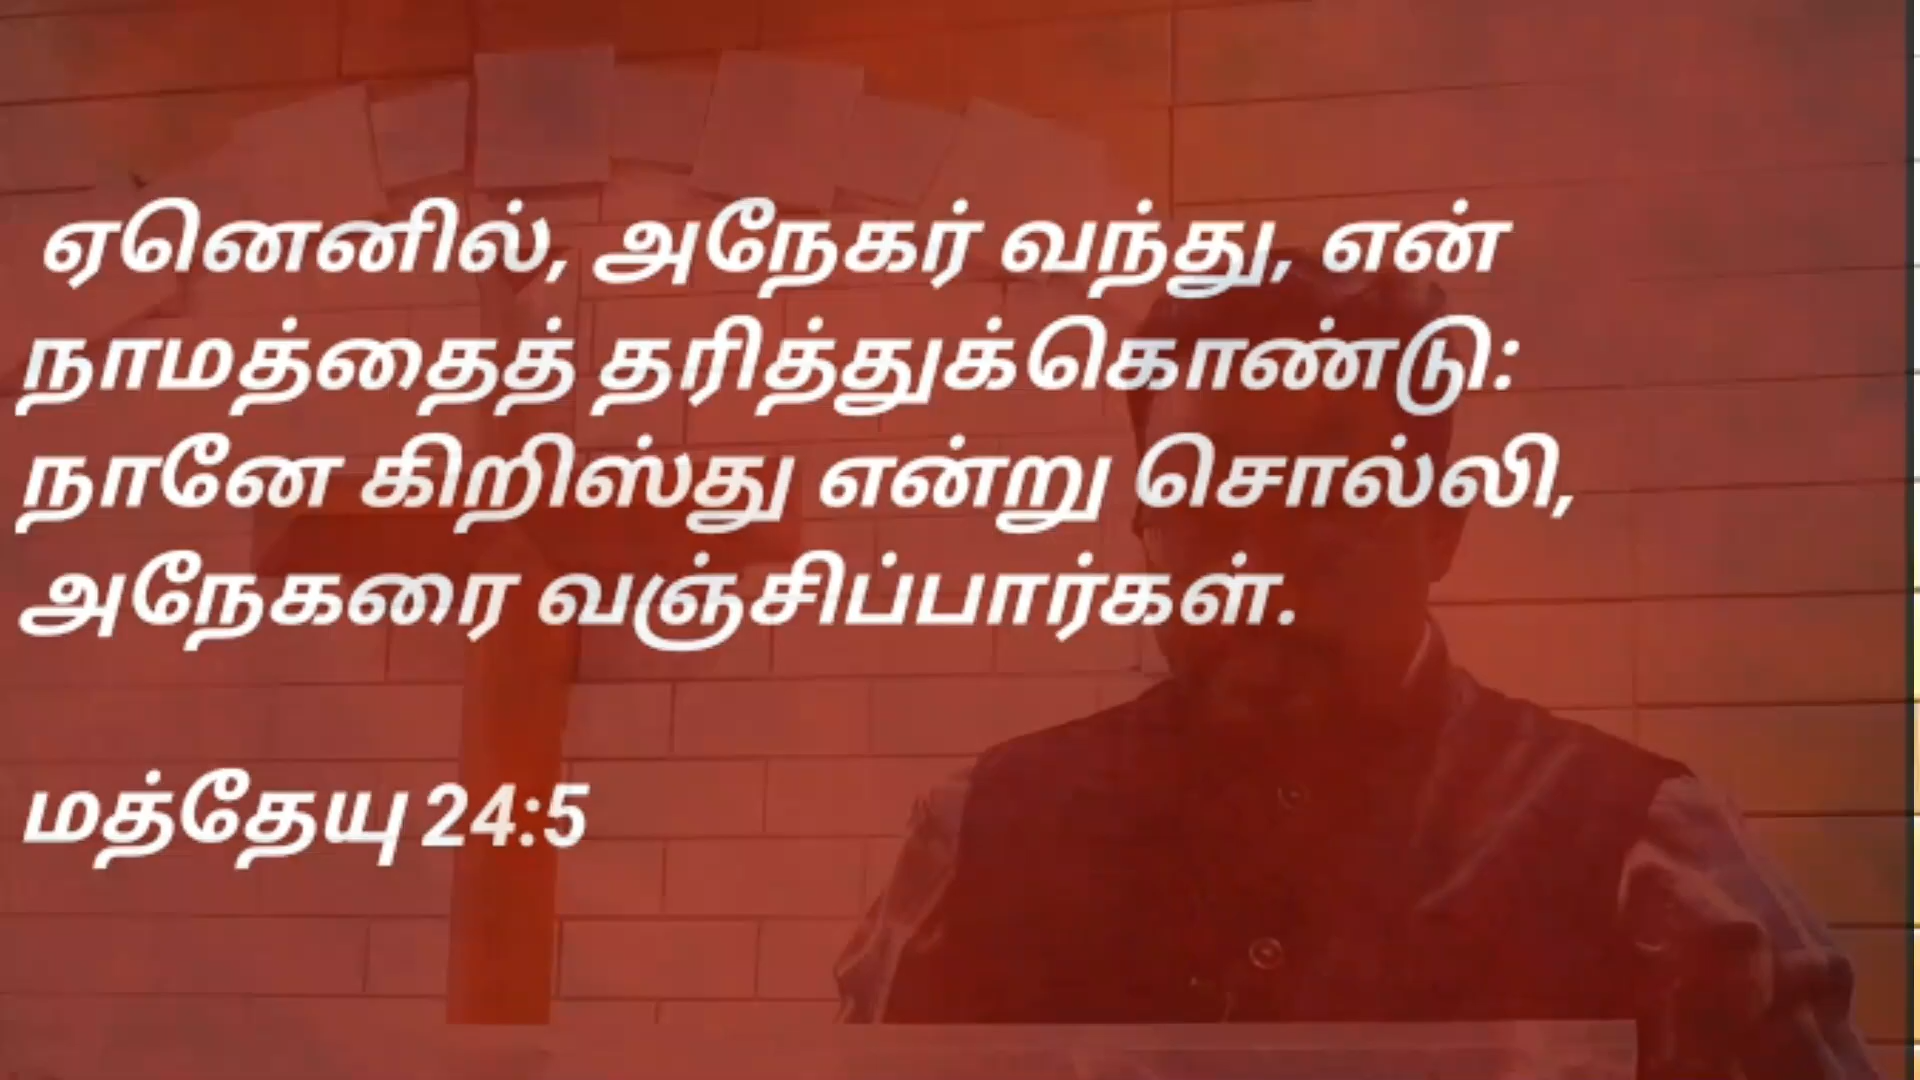 ஏனெனில், அநேகர் வந்து, என்
நாமத்தைத் தரித்துக்கொண்டு:
நானே கிறிஸ்து என்று சொல்லி,
அநேகரை வஞ்சிப்பார்கள்.
மத்தேயு 24:5